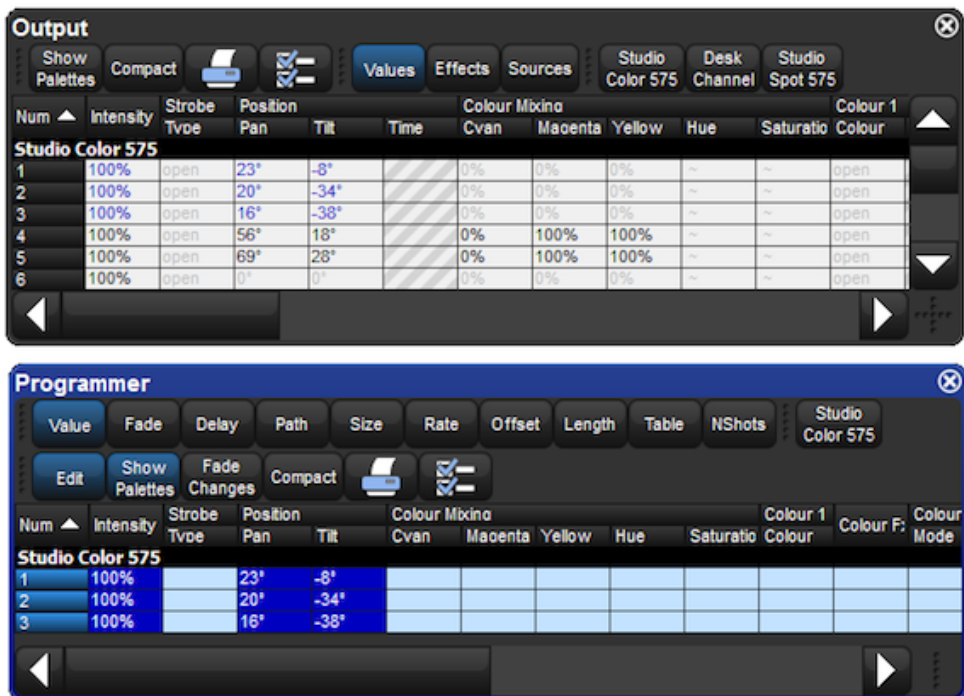 Output
Show Palettes Compact Values Effects Sources Studio Color 575 Desk Channel Studio Spot 575
Num Intensity Strobe Position Colour Mixing Colour 1
Type Pan Tilt Time Cyan Magenta Yellow Hue Saturatio Colour
Studio Color 575
1 100% open 23° -8° 0% 0% 0% ~ ~ open
2 100% open 20° -34° 0% 0% 0% ~ ~ open
3 100% open 16° -38° 0% 0% 0% ~ ~ open
4 100% open 56° 18° 0% 100% 100% ~ ~ open
5 100% open 69° 28° 0% 100% 100% ~ ~ open
6 100% open 0° 0° 0% 0% 0% ~ ~ open
Programmer
Value Fade Delay Path Size Rate Offset Length Table NShots Studio Color 575
Edit Show Palettes Fade Changes Compact
Num Intensity Strobe Position Colour Mixing Colour 1 Colour F: Colour
Type Pan Tilt Cyan Magenta Yellow Hue Saturatio Colour Mode
Studio Color 575
1 100% 23° -8°
2 100% 20° -34°
3 100% 16° -38°